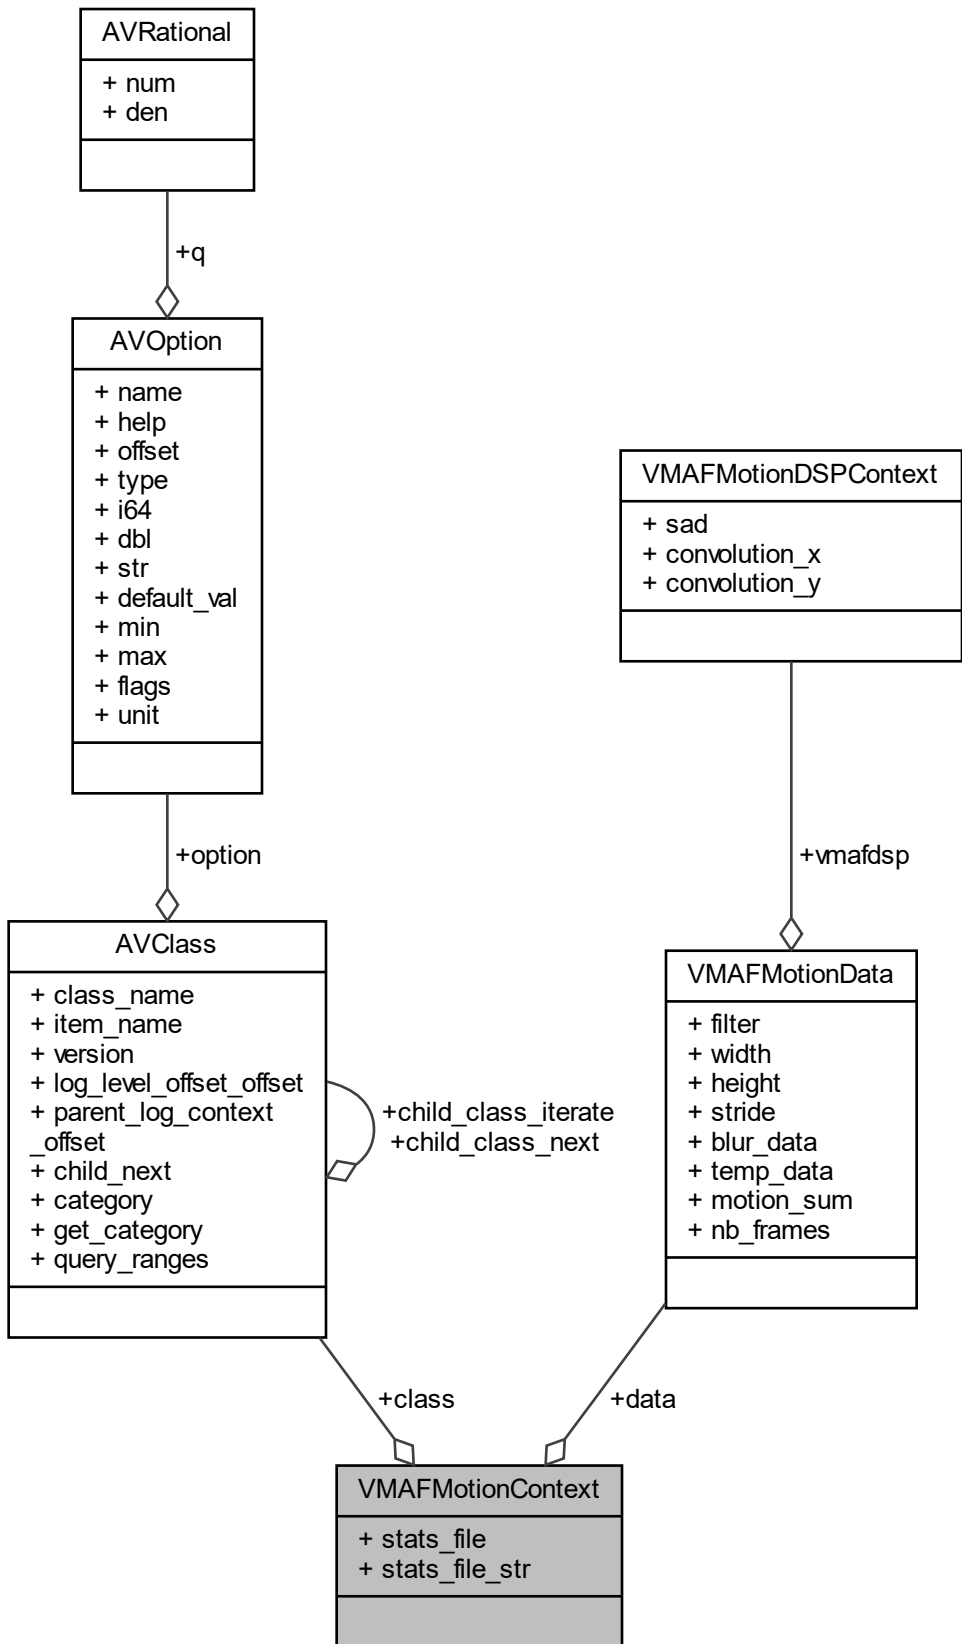 AVRational
+ num
+ den
+q
AVOption
+ name
+ help
+ offset
+ type
+ i64
+ dbl
+ str
+ default_val
+ min
+ max
+ flags
+ unit
VMAFMotionDSPContext
+ sad
+ convolution_x
+ convolution_y
+option
+vmafdsp
AVClass
+ class_name
+ item_name
+ version
+ log_level_offset_offset
+ parent_log_context
_offset
+ child_next
+ category
+ get_category
+ query_ranges
+child_class_iterate
+child_class_next
VMAFMotionData
+ filter
+ width
+ height
+ stride
+ blur_data
+ temp_data
+ motion_sum
+ nb_frames
+class
+data
VMAFMotionContext
+ stats_file
+ stats_file_str